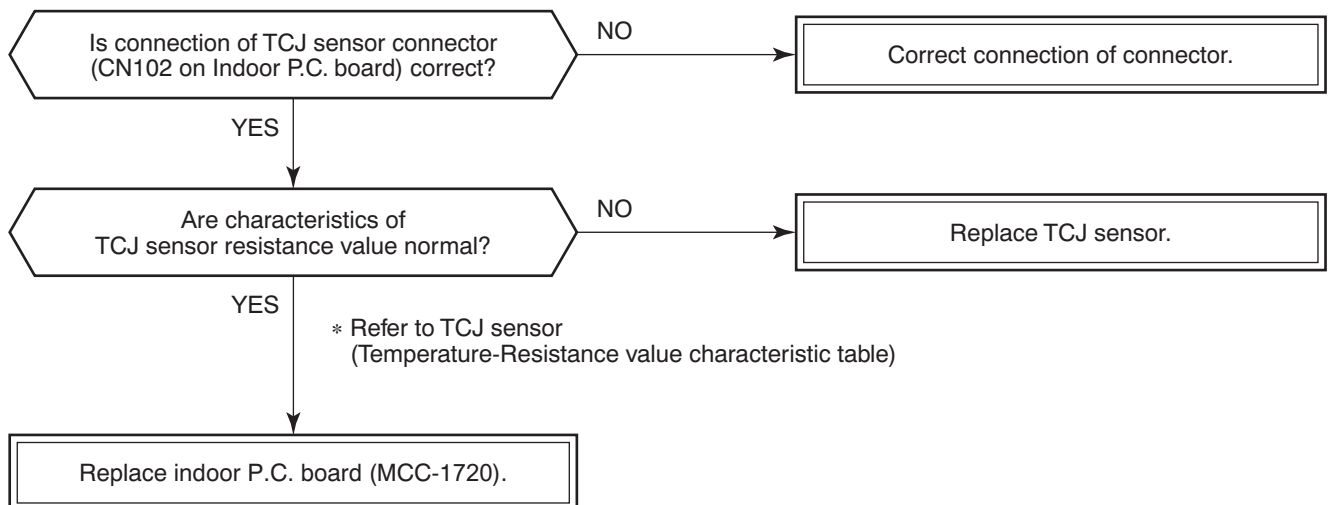 Is connection of TCJ sensor connector
(CN102 on Indoor P.C. board) correct?
NO
Correct connection of connector.
YES
Are characteristics of
TCJ sensor resistance value normal?
NO
Replace TCJ sensor.
YES
* Refer to TCJ sensor
(Temperature-Resistance value characteristic table)
Replace indoor P.C. board (MCC-1720).